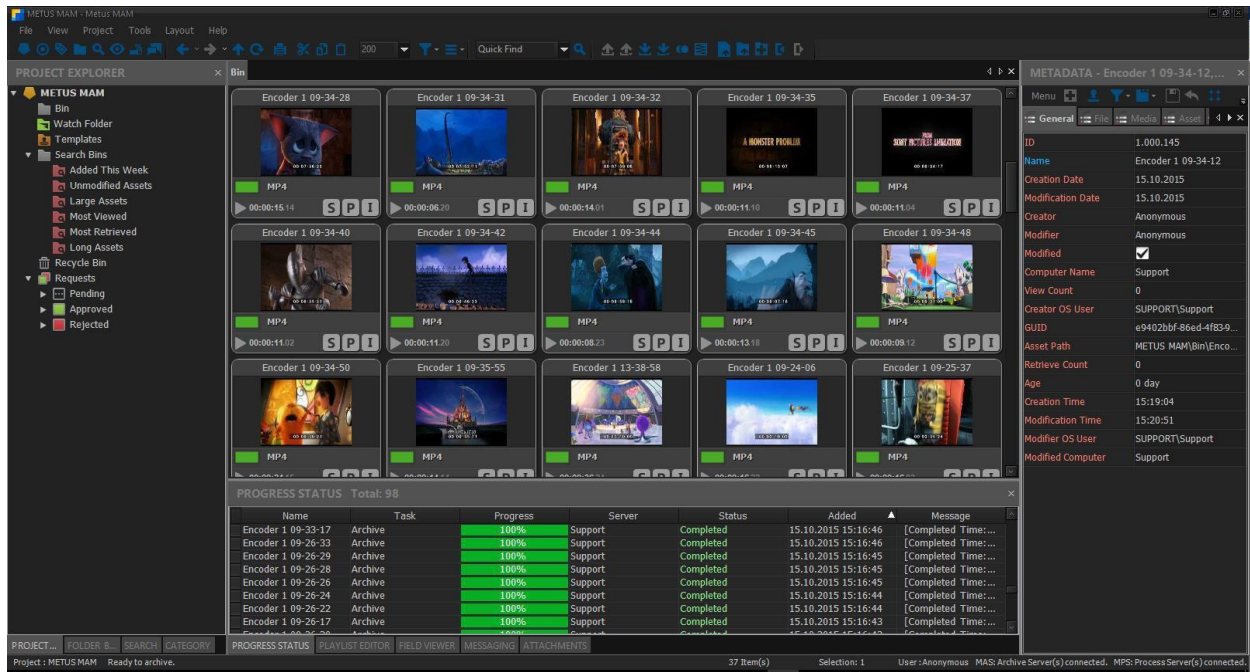 METUS MAM - Metus MAM
File View Project Tools Layout Help
200 Quick Find
PROJECT EXPLORER
METUS MAM
Bin
Watch Folder
Templates
Search Bins
Added This Week
Unmodified Assets
Large Assets
Most Viewed
Most Retrieved
Long Assets
Recycle Bin
Requests
Pending
Approved
Rejected
PROJECT... FOLDER B... SEARCH CATEGORY
Bin
Encoder 1 09-34-28 Encoder 1 09-34-31 Encoder 1 09-34-32 Encoder 1 09-34-35 Encoder 1 09-34-37
A MONSTER PROBLEM
FROM
SONY PICTURES ANIMATION
MP4 MP4 MP4 MP4 MP4
00:00:15.14 S P I 00:00:06.20 S P I 00:00:14.01 S P I 00:00:11.10 S P I 00:00:11.04 S P I
Encoder 1 09-34-40 Encoder 1 09-34-42 Encoder 1 09-34-44 Encoder 1 09-34-45 Encoder 1 09-34-48
MP4 MP4 MP4 MP4 MP4
00:00:11.02 S P I 00:00:11.20 S P I 00:00:08.23 S P I 00:00:13.18 S P I 00:00:09.12 S P I
Encoder 1 09-34-50 Encoder 1 09-35-55 Encoder 1 13-38-58 Encoder 1 09-24-06 Encoder 1 09-25-37
MP4 MP4 MP4 MP4 MP4
PROGRESS STATUS Total: 98
Name Task Progress Server Status Added Message
Encoder 1 09-33-17 Archive 100% Support Completed 15.10.2015 15:16:46 [Completed Time:...
Encoder 1 09-26-33 Archive 100% Support Completed 15.10.2015 15:16:46 [Completed Time:...
Encoder 1 09-26-29 Archive 100% Support Completed 15.10.2015 15:16:45 [Completed Time:...
Encoder 1 09-26-28 Archive 100% Support Completed 15.10.2015 15:16:45 [Completed Time:...
Encoder 1 09-26-26 Archive 100% Support Completed 15.10.2015 15:16:45 [Completed Time:...
Encoder 1 09-26-24 Archive 100% Support Completed 15.10.2015 15:16:44 [Completed Time:...
Encoder 1 09-26-22 Archive 100% Support Completed 15.10.2015 15:16:44 [Completed Time:...
Encoder 1 09-26-17 Archive 100% Support Completed 15.10.2015 15:16:43 [Completed Time:...
PROGRESS STATUS PLAYLIST EDITOR FIELD VIEWER MESSAGING ATTACHMENTS
METADATA - Encoder 1 09-34-12,...
Menu
General File Media Asset
ID 1.000.145
Name Encoder 1 09-34-12
Creation Date 15.10.2015
Modification Date 15.10.2015
Creator Anonymous
Modifier Anonymous
Modified
Computer Name Support
View Count 0
Creator OS User SUPPORT\Support
GUID e9402bbf-86ed-4f83-9...
Asset Path METUS MAM\Bin\Enco...
Retrieve Count 0
Age 0 day
Creation Time 15:19:04
Modification Time 15:20:51
Modifier OS User SUPPORT\Support
Modified Computer Support
Project : METUS MAM Ready to archive. 37 Item(s) Selection: 1 User : Anonymous MAS: Archive Server(s) connected. MPS: Process Server(s) connected.